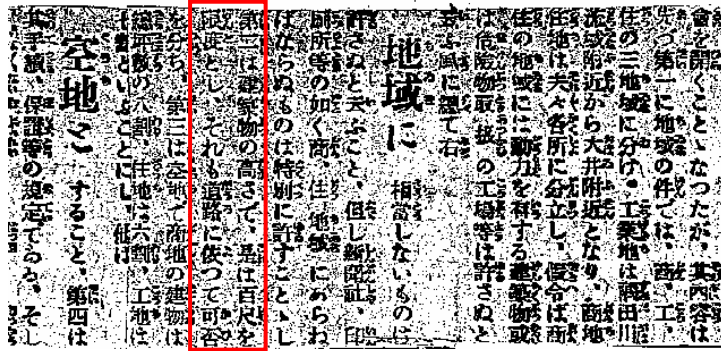 會を開くことゝなつたが、其内容は
先づ第一に地域の件では、商、工、
住の三地域に分け、工業地は隅田川
流域附近から大井附近となり、商地
住地は夫々各所に分立し、假令は商
住の地域には動力を有する建築物或
は危險物取扱の工場等は許さぬと
云ふ風に總て右
地域に
相當しないものは
許さぬと云ふこと、但し新聞社、印
刷所等の如く商、住地域にあらね
ばならぬものは特別に許すことゝし
第二は建築物の高さで、是は百尺を
限度とし、それも道路に依つて可否
を分ち、第三は空地で商地の建物は
總坪數の八割、住地は六割、工地は
といふことにし、他は
空地と
すること、第四は
其手續、保護等の規定である、そし